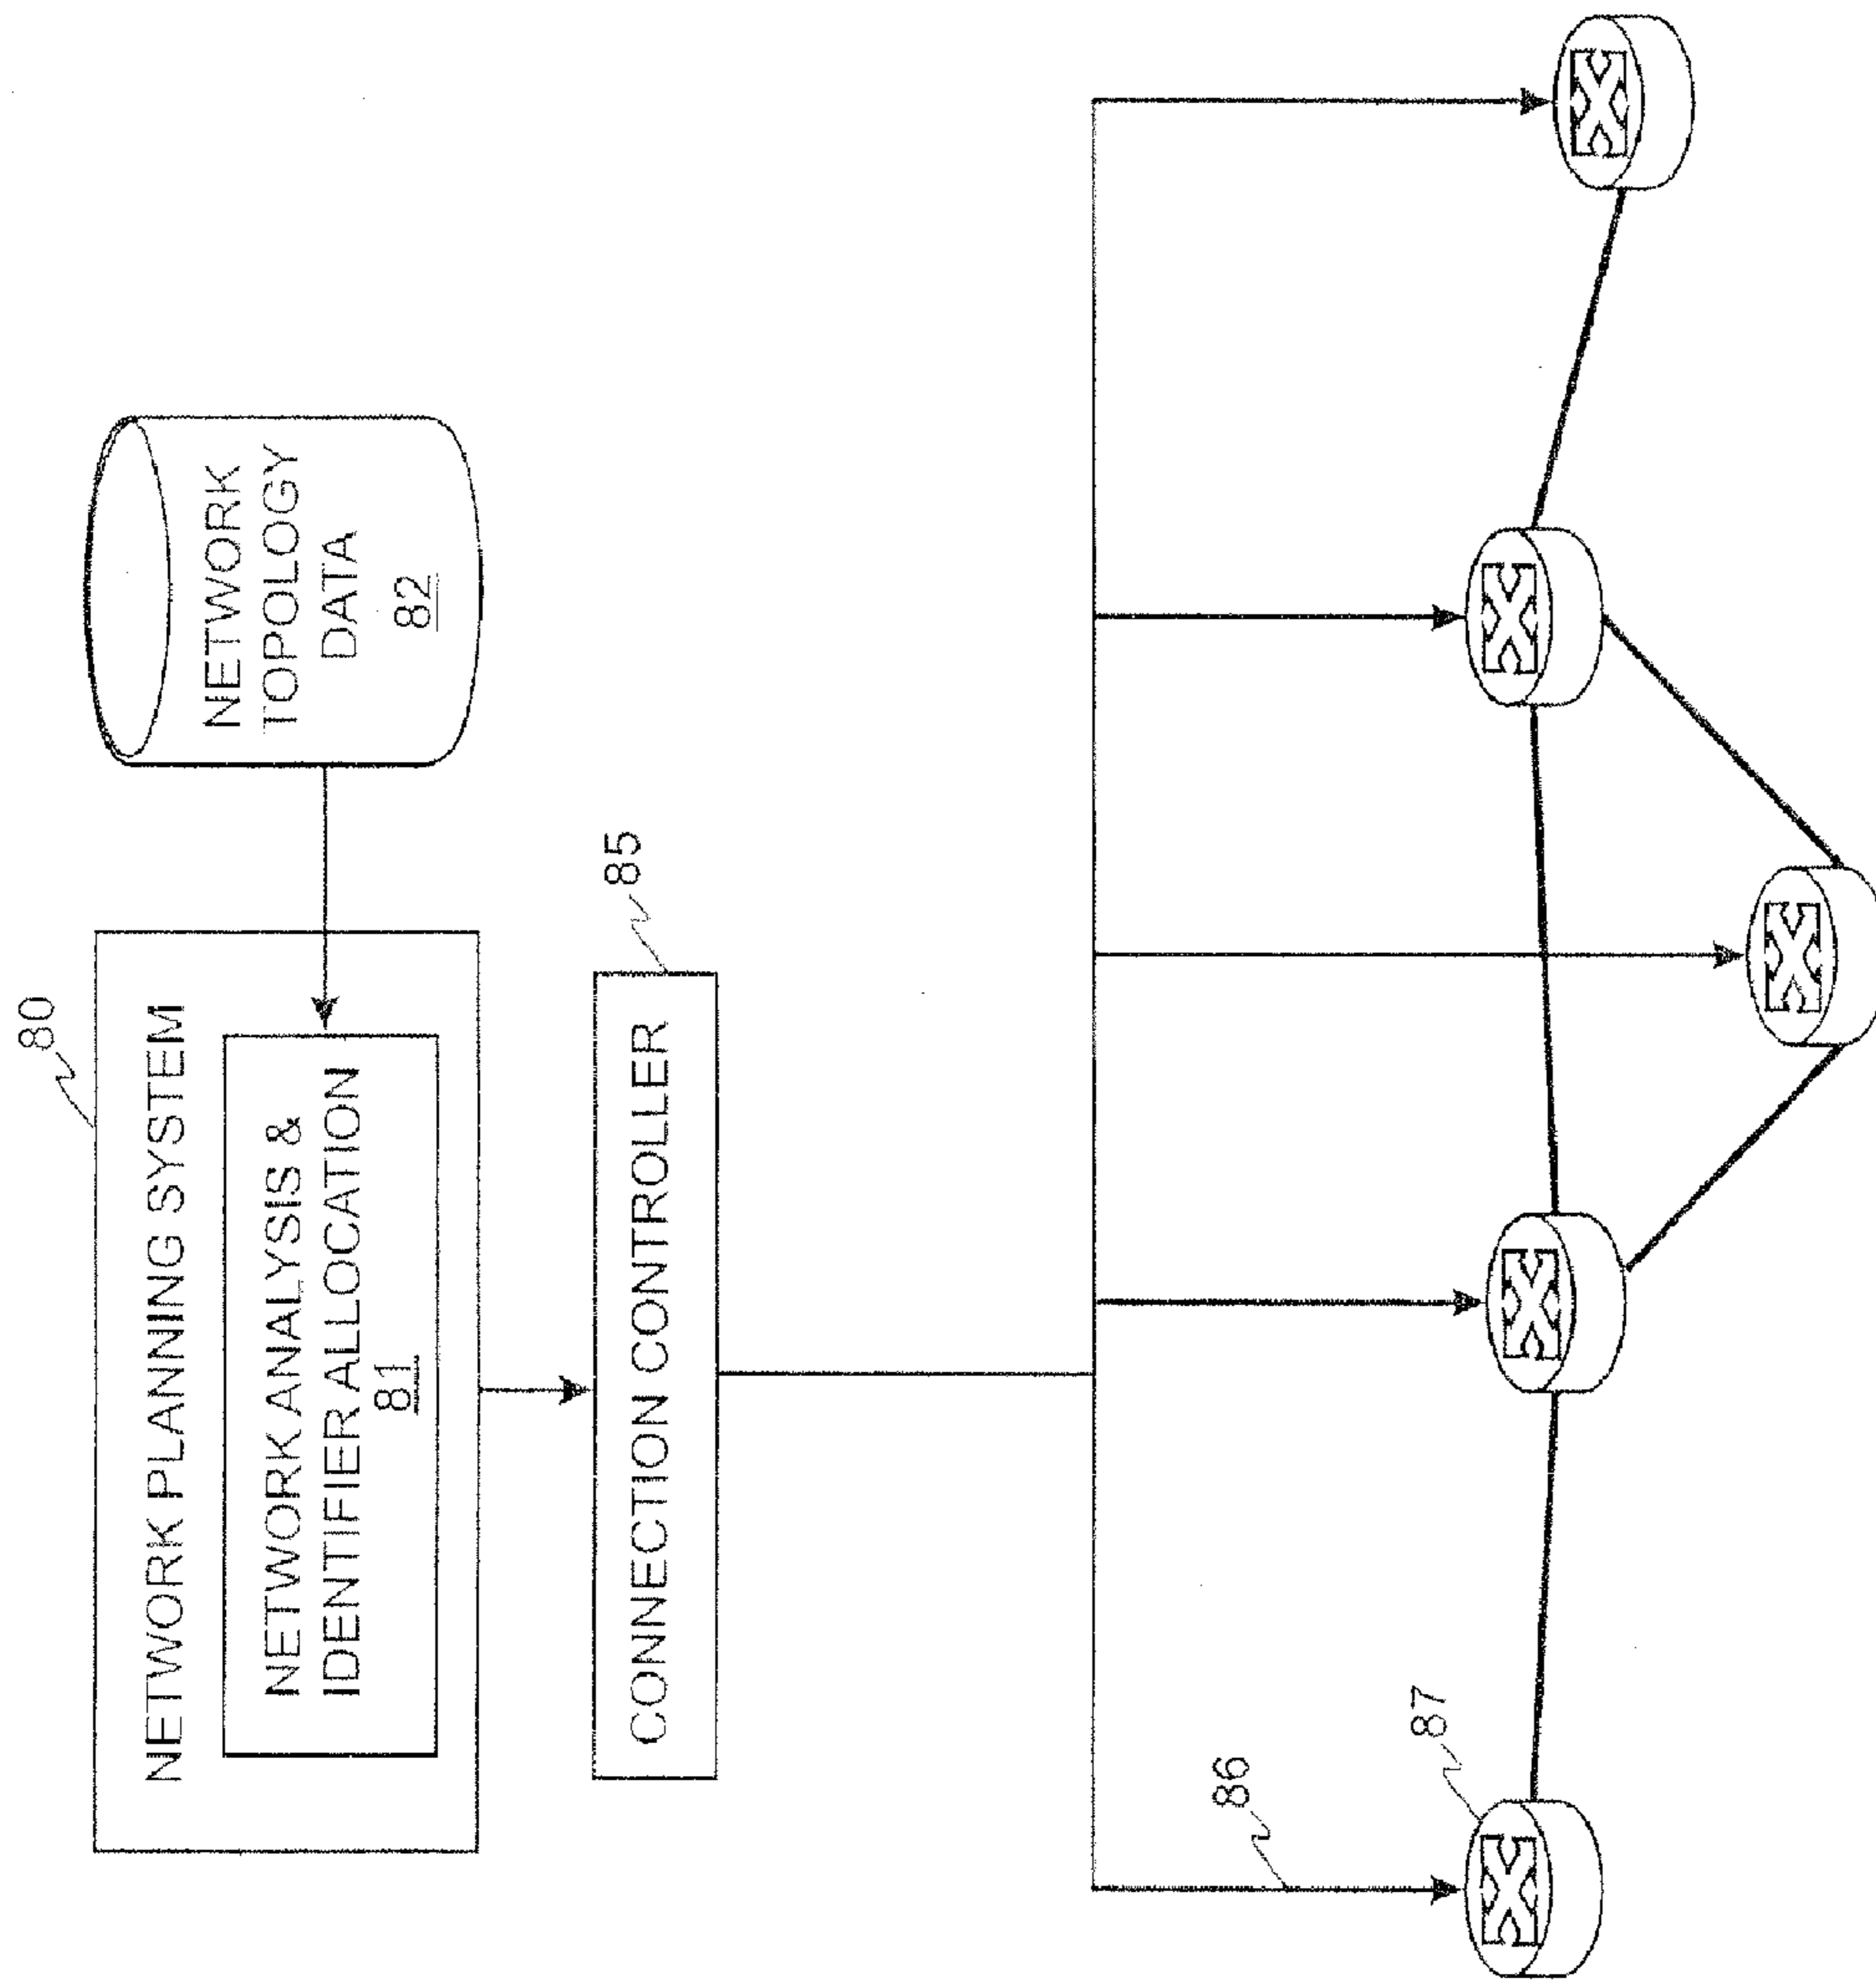 80
NETWORK PLANNING SYSTEM
NETWORK ANALYSIS &
IDENTIFIER ALLOCATION
81
NETWORK
TOPOLOGY
DATA
82
85
CONNECTION CONTROLLER
86
87